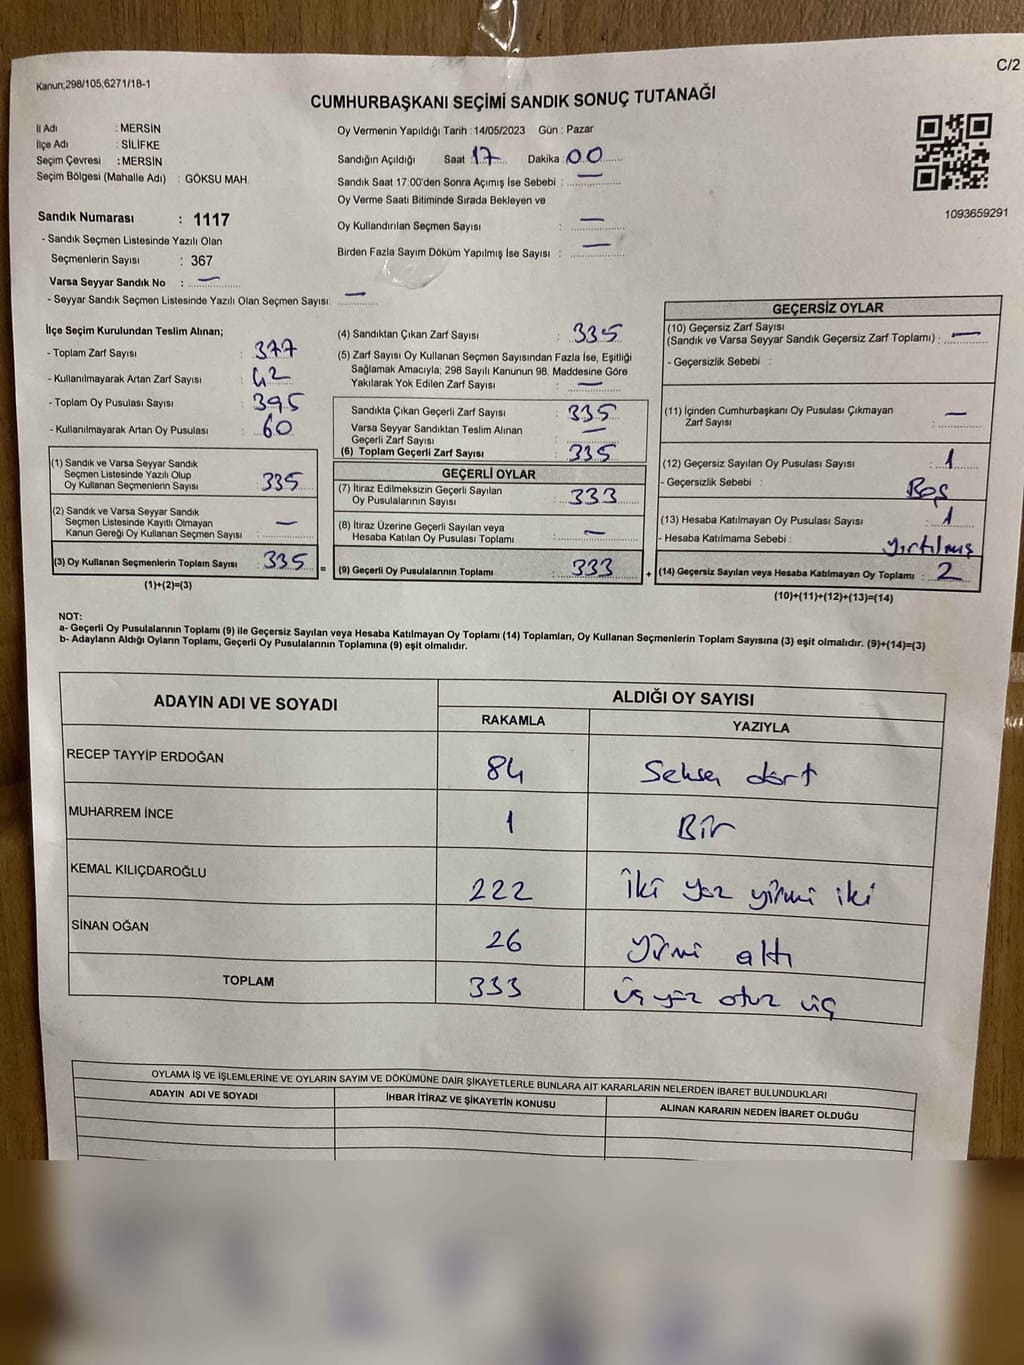 Kanun;298/105;6271/18-1
C/2
CUMHURBAŞKANI SEÇİMİ SANDIK SONUÇ TUTANAĞI
İl Adı : MERSİN
İlçe Adı : SİLİFKE
Seçim Çevresi : MERSİN
Seçim Bölgesi (Mahalle Adı) : GÖKSU MAH.
Sandık Numarası : 1117
- Sandık Seçmen Listesinde Yazılı Olan
Seçmenlerin Sayısı : 367
Varsa Seyyar Sandık No : —
- Seyyar Sandık Seçmen Listesinde Yazılı Olan Seçmen Sayısı: —
Oy Vermenin Yapıldığı Tarih : 14/05/2023 Gün : Pazar
Sandığın Açıldığı Saat 17 Dakika : 00
Sandık Saat 17:00'den Sonra Açımış İse Sebebi : —
Oy Verme Saati Bitiminde Sırada Bekleyen ve
Oy Kullandırılan Seçmen Sayısı : —
Birden Fazla Sayım Döküm Yapılmış İse Sayısı : —
1093659291
İlçe Seçim Kurulundan Teslim Alınan;
- Toplam Zarf Sayısı : 377
- Kullanılmayarak Artan Zarf Sayısı : 42
- Toplam Oy Pusulası Sayısı : 395
- Kullanılmayarak Artan Oy Pusulası : 60
(1) Sandık ve Varsa Seyyar Sandık
Seçmen Listesinde Yazılı Olup
Oy Kullanan Seçmenlerin Sayısı : 335
(2) Sandık ve Varsa Seyyar Sandık
Seçmen Listesinde Kayıtlı Olmayan
Kanun Gereği Oy Kullanan Seçmen Sayısı : —
(3) Oy Kullanan Seçmenlerin Toplam Sayısı : 335 =
(1)+(2)=(3)
(4) Sandıktan Çıkan Zarf Sayısı : 335
(5) Zarf Sayısı Oy Kullanan Seçmen Sayısından Fazla İse, Eşitliği
Sağlamak Amacıyla; 298 Sayılı Kanunun 98. Maddesine Göre
Yakılarak Yok Edilen Zarf Sayısı : —
Sandıkta Çıkan Geçerli Zarf Sayısı : 335
Varsa Seyyar Sandıktan Teslim Alınan
Geçerli Zarf Sayısı : —
(6) Toplam Geçerli Zarf Sayısı : 335
GEÇERLİ OYLAR
(7) İtiraz Edilmeksizin Geçerli Sayılan
Oy Pusulalarının Sayısı : 333
(8) İtiraz Üzerine Geçerli Sayılan veya
Hesaba Katılan Oy Pusulaları Toplamı : —
(9) Geçerli Oy Pusulalarının Toplamı : 333 +
GEÇERSİZ OYLAR
(10) Geçersiz Zarf Sayısı
(Sandık ve Varsa Seyyar Sandık Geçersiz Zarf Toplamı) : —
- Geçersizlik Sebebi :
(11) İçinden Cumhurbaşkanı Oy Pusulası Çıkmayan
Zarf Sayısı : —
(12) Geçersiz Sayılan Oy Pusulası Sayısı : 1
- Geçersizlik Sebebi : Boş
(13) Hesaba Katılmayan Oy Pusulası Sayısı : 1
- Hesaba Katılmama Sebebi : yırtılmış
(14) Geçersiz Sayılan veya Hesaba Katılmayan Oy Toplamı : 2
(10)+(11)+(12)+(13)=(14)
NOT:
a- Geçerli Oy Pusulalarının Toplamı (9) ile Geçersiz Sayılan veya Hesaba Katılmayan Oy Toplamı (14) Toplamları, Oy Kullanan Seçmenlerin Toplam Sayısına (3) eşit olmalıdır. (9)+(14)=(3)
b- Adayların Aldığı Oyların Toplamı, Geçerli Oy Pusulalarının Toplamına (9) eşit olmalıdır.
ADAYIN ADI VE SOYADI ALDIĞI OY SAYISI
RAKAMLA YAZIYLA
RECEP TAYYİP ERDOĞAN 84 Seksen dört
MUHARREM İNCE 1 Bir
KEMAL KILIÇDAROĞLU 222 İki yüz yirmi iki
SİNAN OĞAN 26 yirmi altı
TOPLAM 333 üç yüz otuz üç
OYLAMA İŞ VE İŞLEMLERİNE VE OYLARIN SAYIM VE DÖKÜMÜNE DAİR ŞİKAYETLERLE BUNLARA AİT KARARLARIN NELERDEN İBARET BULUNDUKLARI
ADAYIN ADI VE SOYADI İHBAR İTİRAZ VE ŞİKAYETİN KONUSU ALINAN KARARIN NEDEN İBARET OLDUĞU